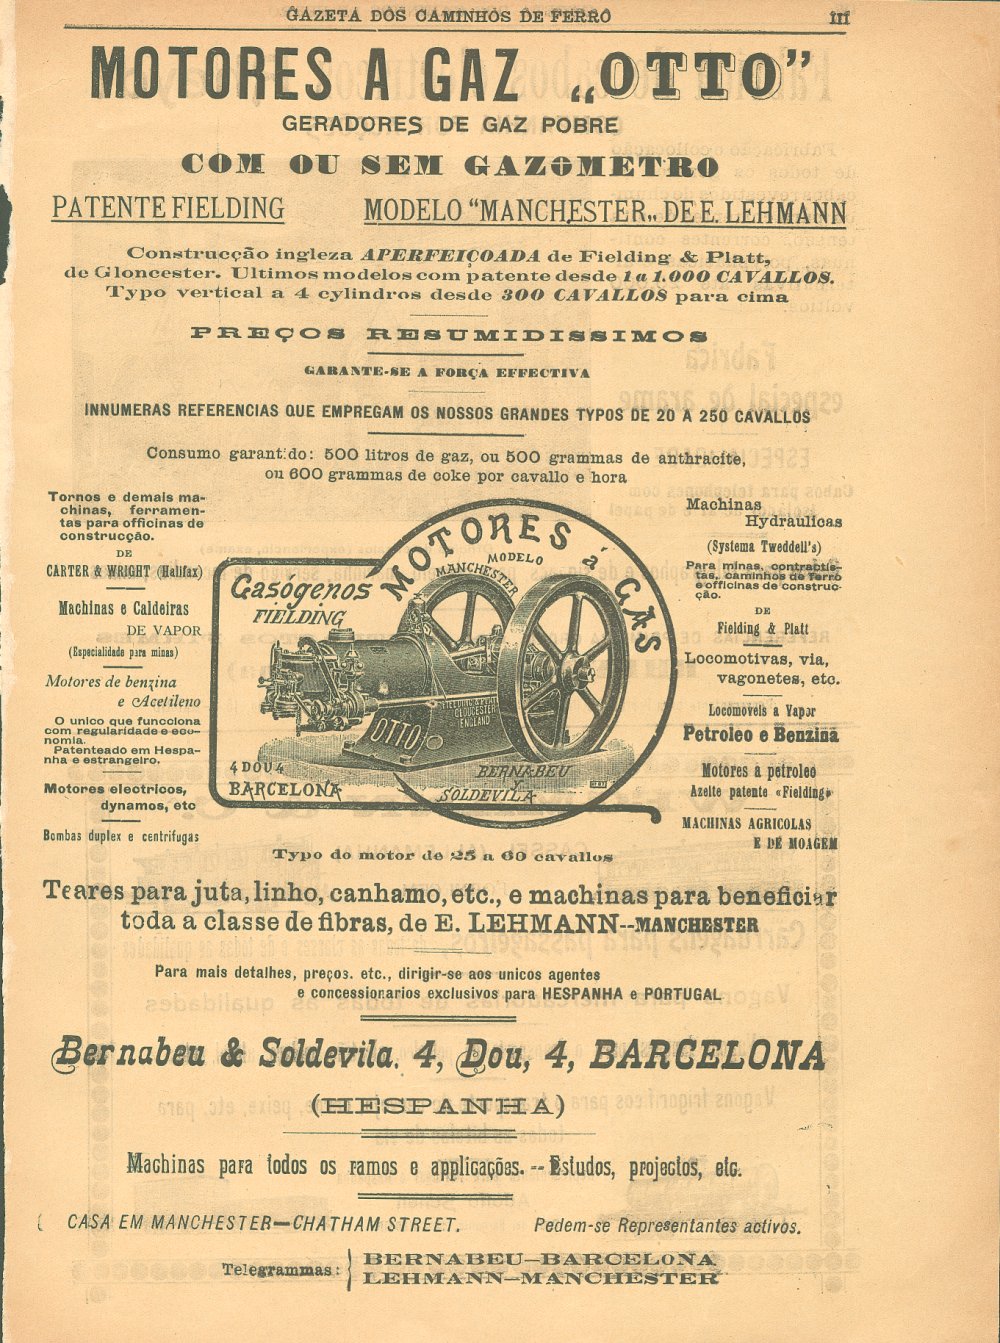 GAZETA DOS CAMINHOS DE FERRO
III
MOTORES A GAZ „OTTO”
GERADORES DE GAZ POBRE
COM OU SEM GAZOMETRO
PATENTE FIELDING
MODELO “MANCHESTER„ DE E. LEHMANN
Construcção ingleza APERFEIÇOADA de Fielding & Platt,
de Gloncester. Ultimos modelos com patente desde 1 a 1.000 CAVALLOS.
Typo vertical a 4 cylindros desde 300 CAVALLOS para cima
PREÇOS RESUMIDISSIMOS
GARANTE-SE A FORÇA EFFECTIVA
INNUMERAS REFERENCIAS QUE EMPREGAM OS NOSSOS GRANDES TYPOS DE 20 A 250 CAVALLOS
Consumo garantido: 500 litros de gaz, ou 500 grammas de anthracite,
ou 600 grammas de coke por cavallo e hora
Tornos e demais ma-
chinas, ferramen-
tas para officinas de
construcção.
DE
CARTER & WRIGHT (Halifax)
Machinas e Caldeiras
DE VAPOR
(Especialidade para minas)
Motores de benzina
e Acetileno
O unico que funcciona
com regularidade e eco-
nomia.
Patenteado em Hespa-
nha e estrangeiro.
Motores electricos,
dynamos, etc
Bombas duplex e centrifugas
MOTORES á GAS
MODELO
MANCHESTER
Gasógenos
FIELDING
FIELDING & PLATT
GLOUCESTER
ENGLAND
OTTO
4 DOU 4
BARCELONA
BERNABEU
Y
SOLDEVILA
Machinas
Hydraulicas
(Systema Tweddell's)
Para minas, contractis-
tas, caminhos de ferro
e officinas de construc-
ção.
DE
Fielding & Platt
Locomotivas, via,
vagonetes, etc.
Locomoveis a Vapor
Petroleo e Benzina
Motores a petroleo
Azeite patente «Fielding»
MACHINAS AGRICOLAS
E DE MOAGEM
Typo do motor de 25 a 60 cavallos
Teares para juta, linho, canhamo, etc., e machinas para beneficiar
toda a classe de fibras, de E. LEHMANN--MANCHESTER
Para mais detalhes, preços. etc., dirigir-se aos unicos agentes
e concessionarios exclusivos para HESPANHA e PORTUGAL
Bernabeu & Soldevila. 4, Dou, 4, BARCELONA
(HESPANHA)
Machinas para todos os ramos e applicações. -- Estudos, projectos, etc.
CASA EM MANCHESTER—CHATHAM STREET.
Pedem-se Representantes activos.
Telegrammas:
BERNABEU—BARCELONA
LEHMANN—MANCHESTER